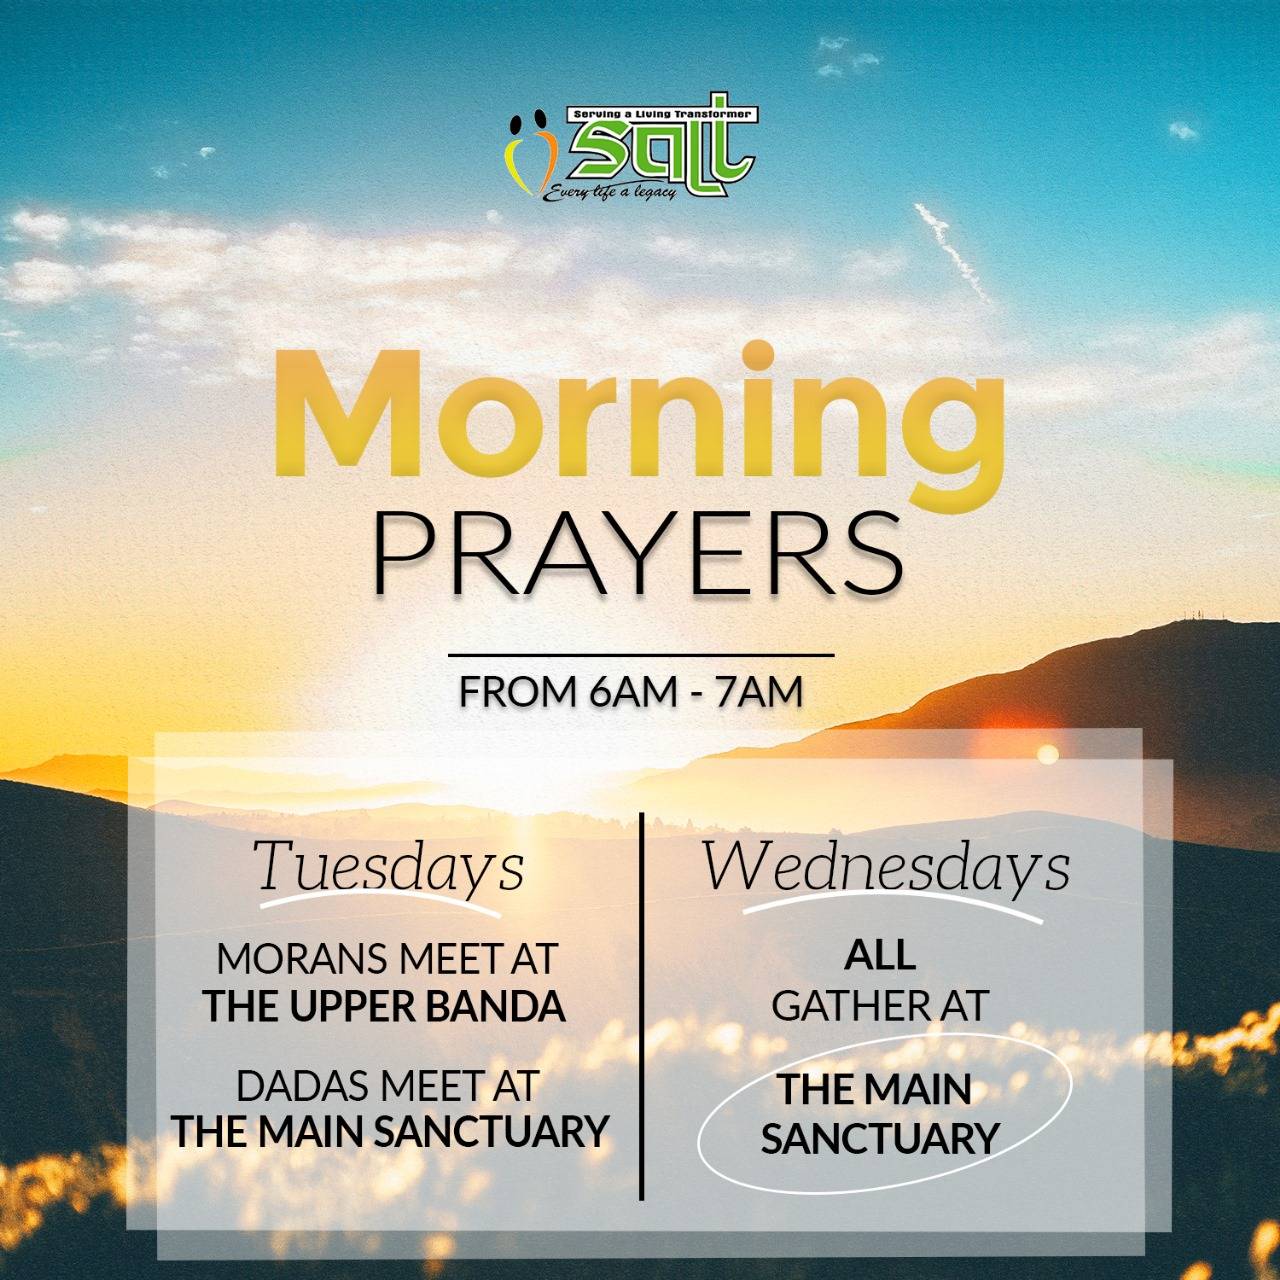 Serving a Living Transformer
salt
Every life a legacy
Morning
PRAYERS
FROM 6AM - 7AM
Tuesdays
MORANS MEET AT
THE UPPER BANDA
DADAS MEET AT
THE MAIN SANCTUARY
Wednesdays
ALL
GATHER AT
THE MAIN
SANCTUARY